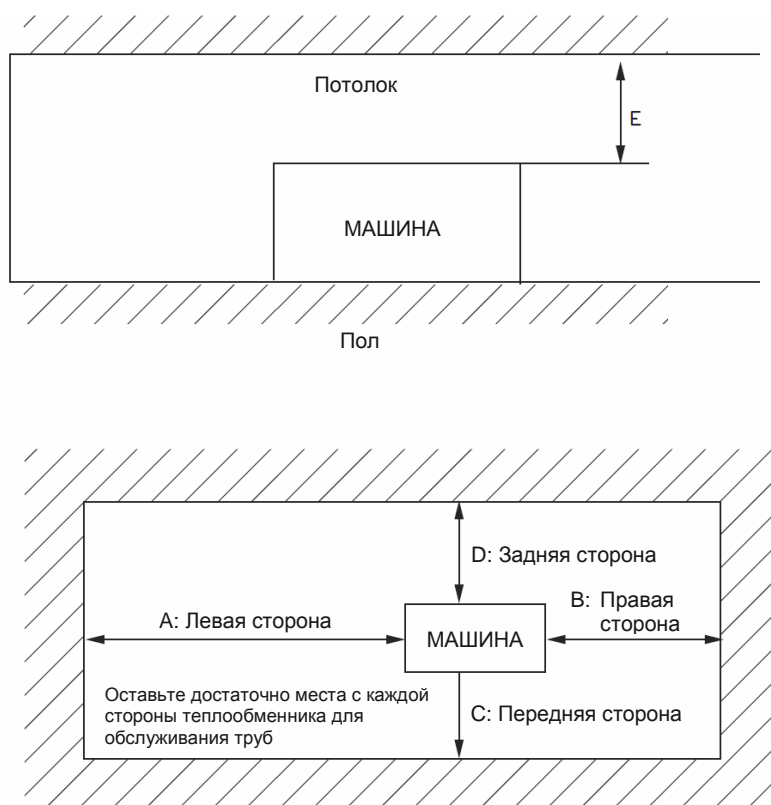 Потолок
E
МАШИНА
Пол
D: Задняя сторона
B: Правая
сторона
A: Левая сторона
МАШИНА
Оставьте достаточно места с каждой
стороны теплообменника для
обслуживания труб
C: Передняя сторона